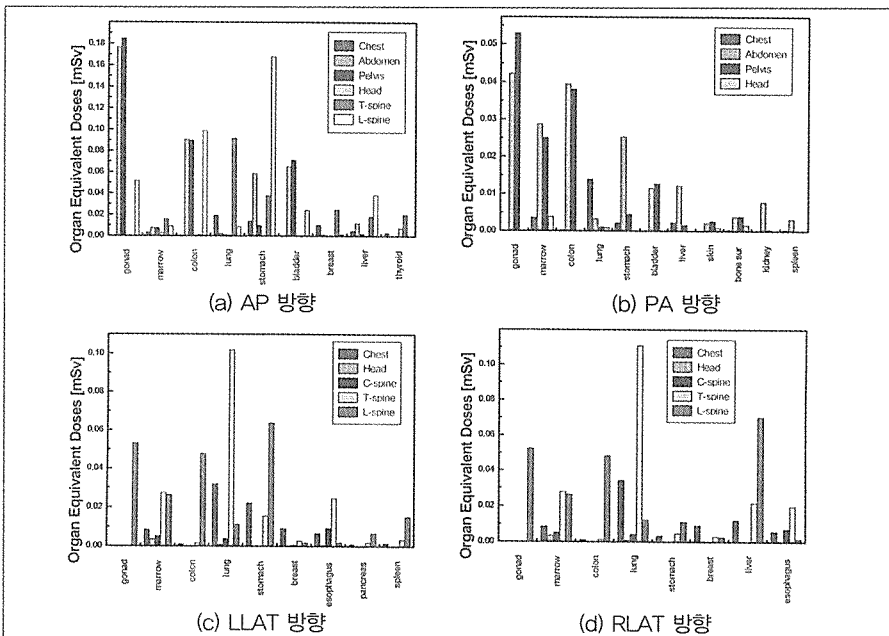 Organ Equivalent Doses [mSv]
0.18
0.16
0.14
0.12
0.10
0.08
0.06
0.04
0.02
0.00
Chest
Abdomen
Pelvis
Head
T-spine
L-spine
gonad
marrow
colon
lung
stomach
bladder
breast
liver
thyroid
(a) AP 방향
Organ Equivalent Doses [mSv]
0.05
0.04
0.03
0.02
0.01
0.00
Chest
Abdomen
Pelvis
Head
gonad
marrow
colon
lung
stomach
bladder
liver
skin
bone sur
kidney
spleen
(b) PA 방향
Organ Equivalent Doses [mSv]
0.10
0.08
0.06
0.04
0.02
0.00
Chest
Head
C-spine
T-spine
L-spine
gonad
marrow
colon
lung
stomach
breast
esophagus
pancreas
spleen
(c) LLAT 방향
Organ Equivalent Doses [mSv]
0.10
0.08
0.06
0.04
0.02
0.00
Chest
Head
C-spine
T-spine
L-spine
gonad
marrow
colon
lung
stomach
breast
liver
esophagus
(d) RLAT 방향